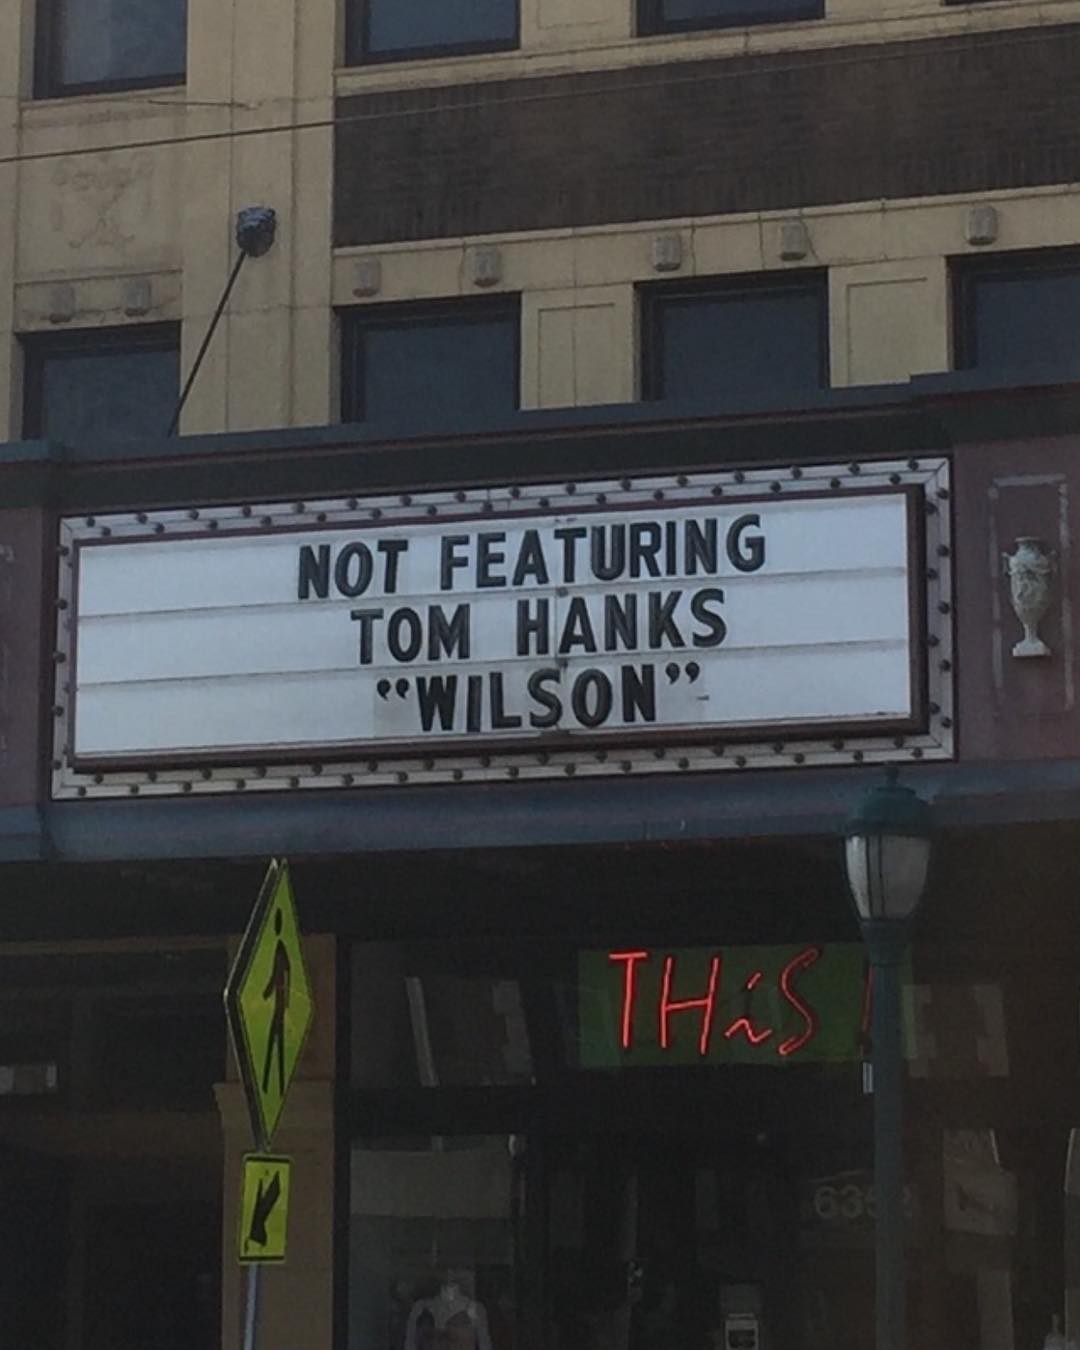 NOT FEATURING
TOM HANKS
“WILSON”
THiS!